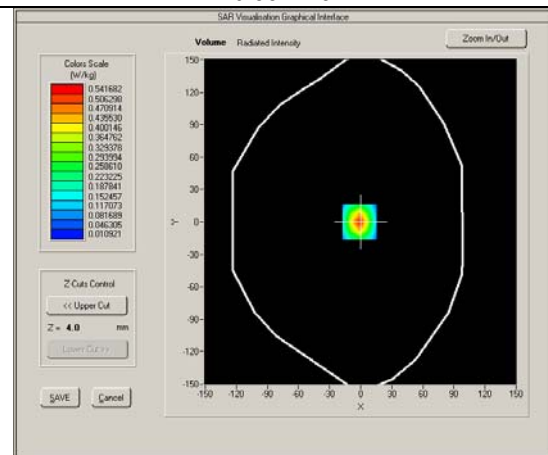 SAR Visualisation Graphical Interface
Volume Radiated Intensity
Zoom In/Out
Colors Scale
(W/kg)
0.541682
0.506298
0.470914
0.435530
0.400146
0.364762
0.329378
0.293994
0.258610
0.223225
0.187841
0.152457
0.117073
0.081689
0.046305
0.010921
Z Cuts Control
<< Upper Cut
Z = 4.0 mm
Lower Cut >>
SAVE
Cancel
150
120
90
60
30
0
-30
-60
-90
-120
-150
Y
-150 -120 -90 -60 -30 0 30 60 90 120 150
X